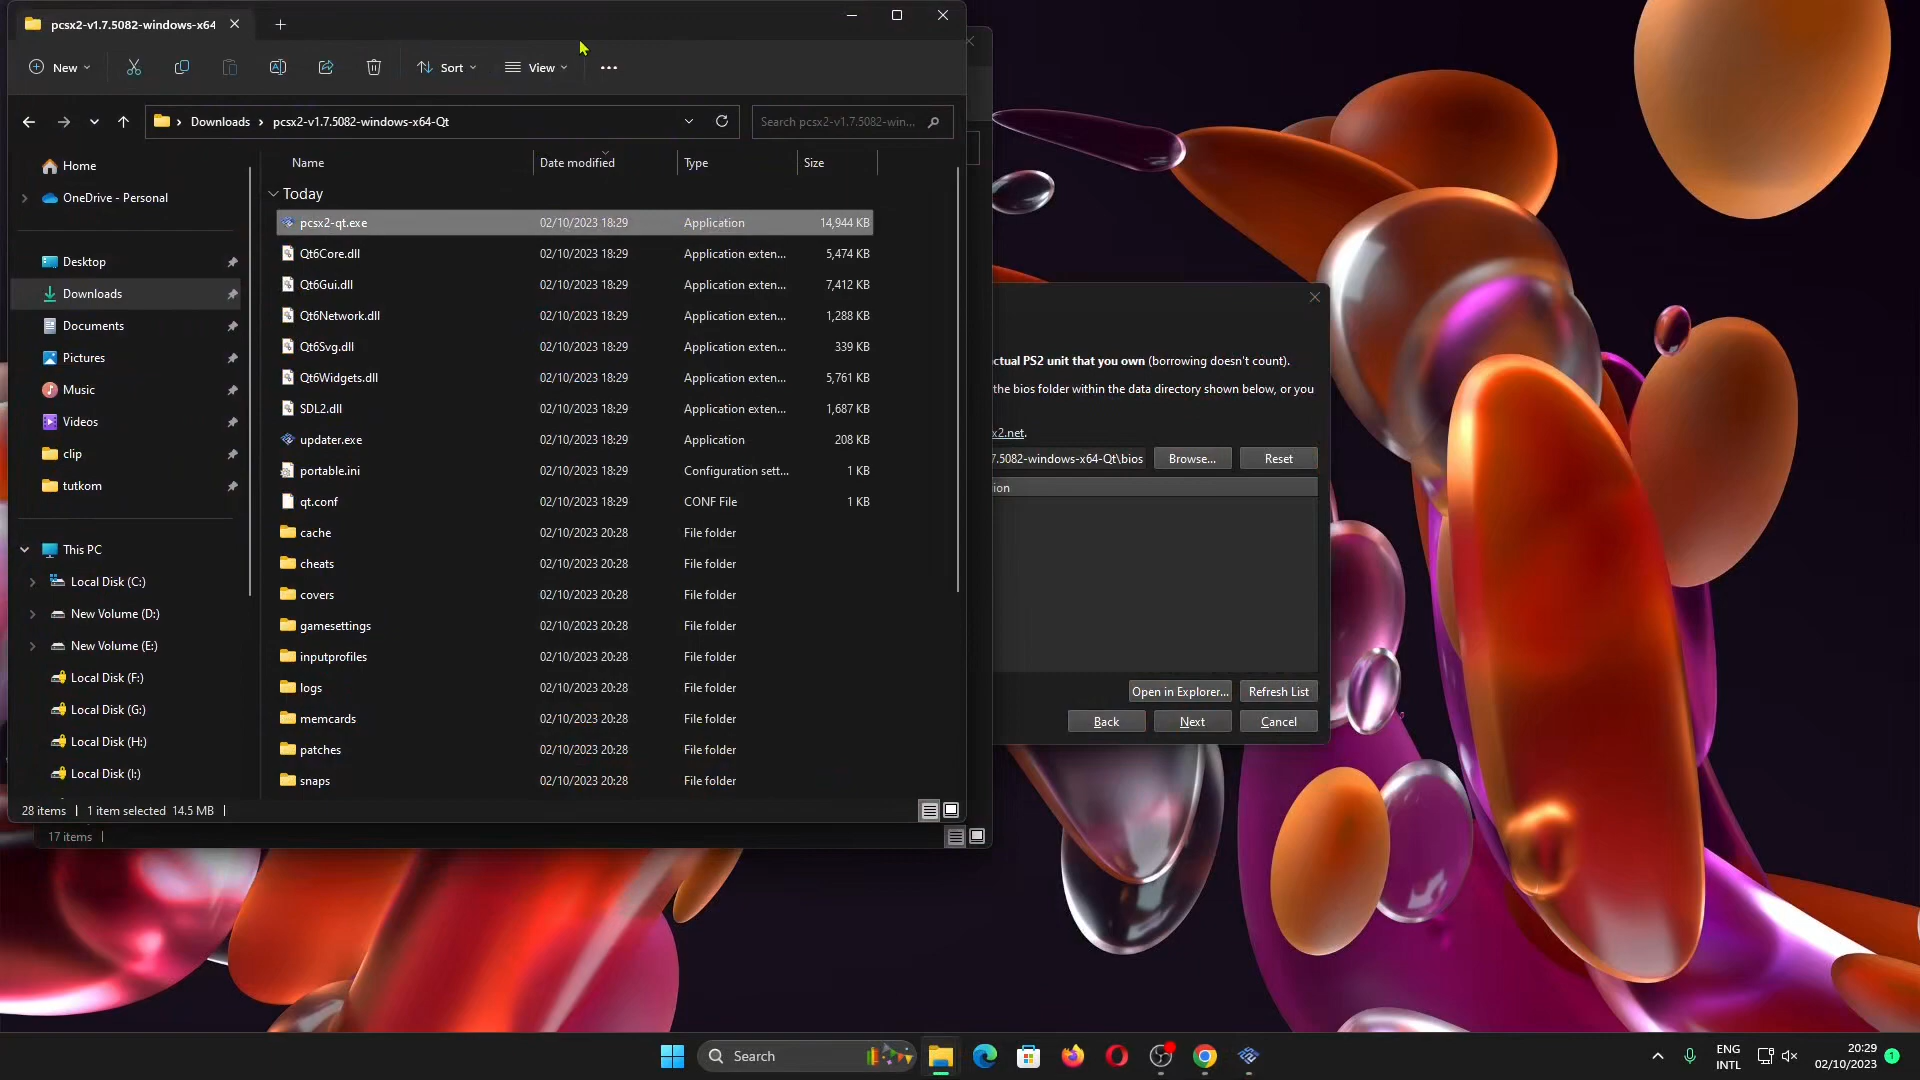 pcsx2-v1.7.5082-windows-x64
New
Sort
View
Downloads
pcsx2-v1.7.5082-windows-x64-Qt
Search pcsx2-v1.7.5082-win...
Home
OneDrive - Personal
Desktop
Downloads
Documents
Pictures
Music
Videos
clip
tutkom
This PC
Local Disk (C:)
New Volume (D:)
New Volume (E:)
Local Disk (F:)
Local Disk (G:)
Local Disk (H:)
Local Disk (I:)
Name Date modified Type Size
Today
pcsx2-qt.exe 02/10/2023 18:29 Application 14,944 KB
Qt6Core.dll 02/10/2023 18:29 Application exten... 5,474 KB
Qt6Gui.dll 02/10/2023 18:29 Application exten... 7,412 KB
Qt6Network.dll 02/10/2023 18:29 Application exten... 1,288 KB
Qt6Svg.dll 02/10/2023 18:29 Application exten... 339 KB
Qt6Widgets.dll 02/10/2023 18:29 Application exten... 5,761 KB
SDL2.dll 02/10/2023 18:29 Application exten... 1,687 KB
updater.exe 02/10/2023 18:29 Application 208 KB
portable.ini 02/10/2023 18:29 Configuration sett... 1 KB
qt.conf 02/10/2023 18:29 CONF File 1 KB
cache 02/10/2023 20:28 File folder
cheats 02/10/2023 20:28 File folder
covers 02/10/2023 20:28 File folder
gamesettings 02/10/2023 20:28 File folder
inputprofiles 02/10/2023 20:28 File folder
logs 02/10/2023 20:28 File folder
memcards 02/10/2023 20:28 File folder
patches 02/10/2023 20:28 File folder
snaps 02/10/2023 20:28 File folder
28 items 1 item selected 14.5 MB
17 items
ctual PS2 unit that you own (borrowing doesn't count).
the bios folder within the data directory shown below, or you
x2.net.
7.5082-windows-x64-Qt\bios Browse... Reset
ion
Open in Explorer... Refresh List
Back Next Cancel
Search
ENG
INTL
20:29
02/10/2023
1